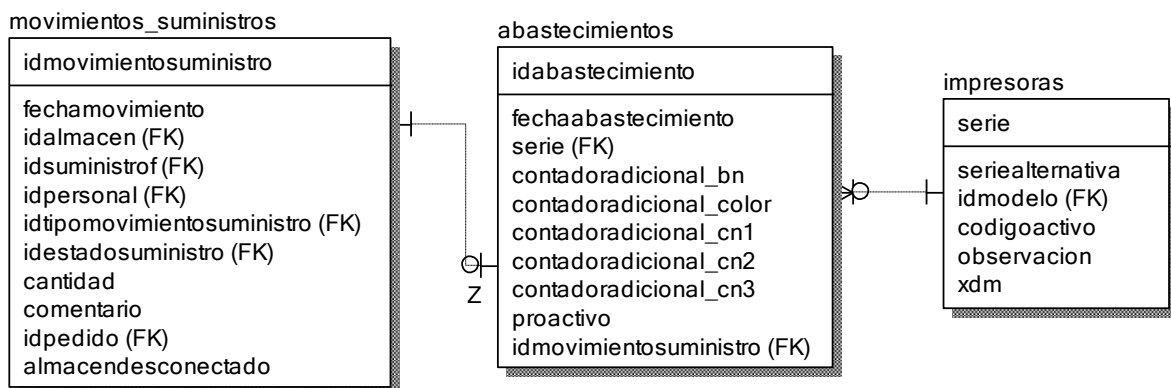 movimientos_suministros
idmovimientosuministro
fechamovimiento
idalmacen (FK)
idsuministrof (FK)
idpersonal (FK)
idtipomovimientosuministro (FK)
idestadosuministro (FK)
cantidad
comentario
idpedido (FK)
almacendesconectado
Z
abastecimientos
idabastecimiento
fechaabastecimiento
serie (FK)
contadoradicional_bn
contadoradicional_color
contadoradicional_cn1
contadoradicional_cn2
contadoradicional_cn3
proactivo
idmovimientosuministro (FK)
impresoras
serie
seriealternativa
idmodelo (FK)
codigoactivo
observacion
xdm